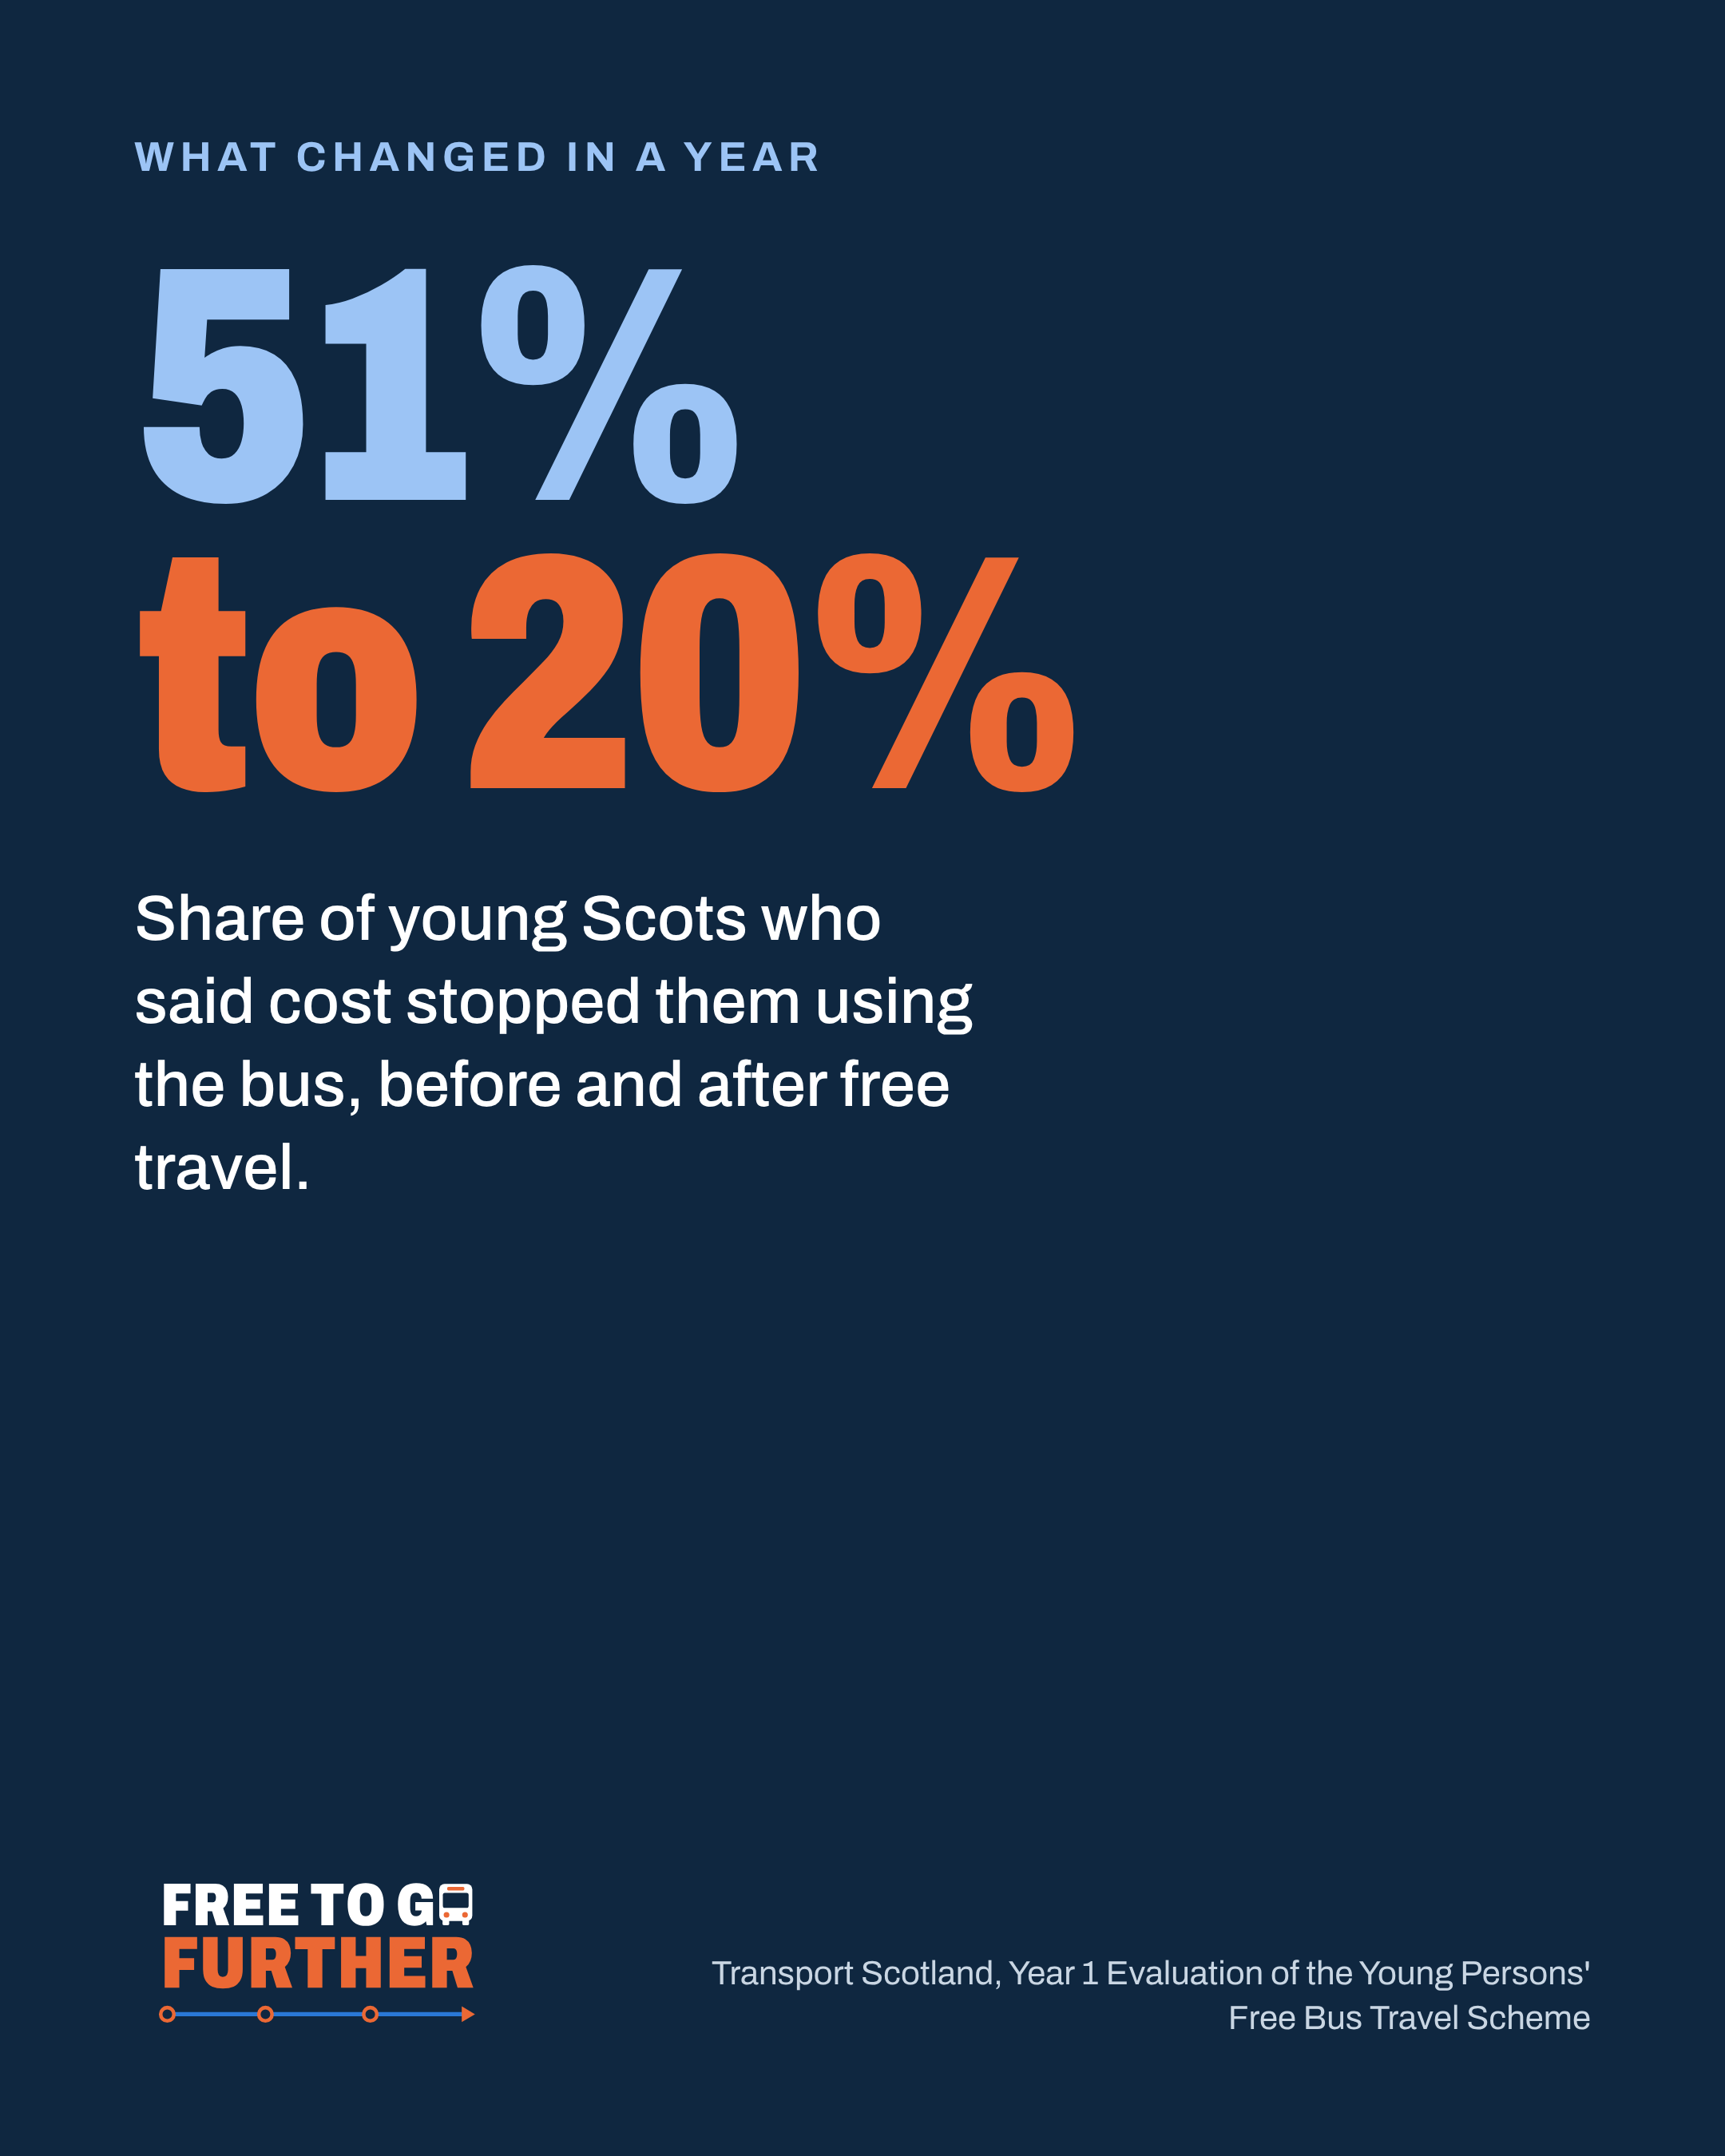 WHAT CHANGED IN A YEAR
51%
to 20%
Share of young Scots who
said cost stopped them using
the bus, before and after free
travel.
FREE TO GO
FURTHER
Transport Scotland, Year 1 Evaluation of the Young Persons'
Free Bus Travel Scheme